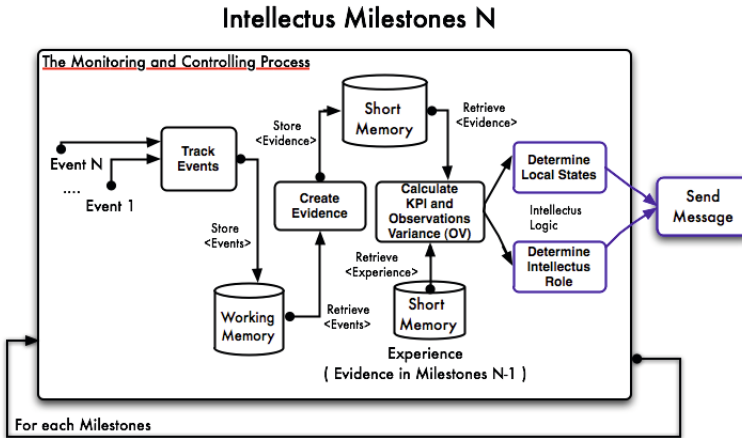 Intellectus Milestones N
The Monitoring and Controlling Process
Event N
....
Event 1
Track
Events
Store
<Events>
Working
Memory
Retrieve
<Events>
Create
Evidence
Store
<Evidence>
Short
Memory
Retrieve
<Evidence>
Calculate
KPI and
Observations
Variance (OV)
Retrieve
<Experience>
Short
Memory
Experience
( Evidence in Milestones N-1 )
Determine
Local States
Intellectus
Logic
Determine
Intellectus
Role
Send
Message
For each Milestones